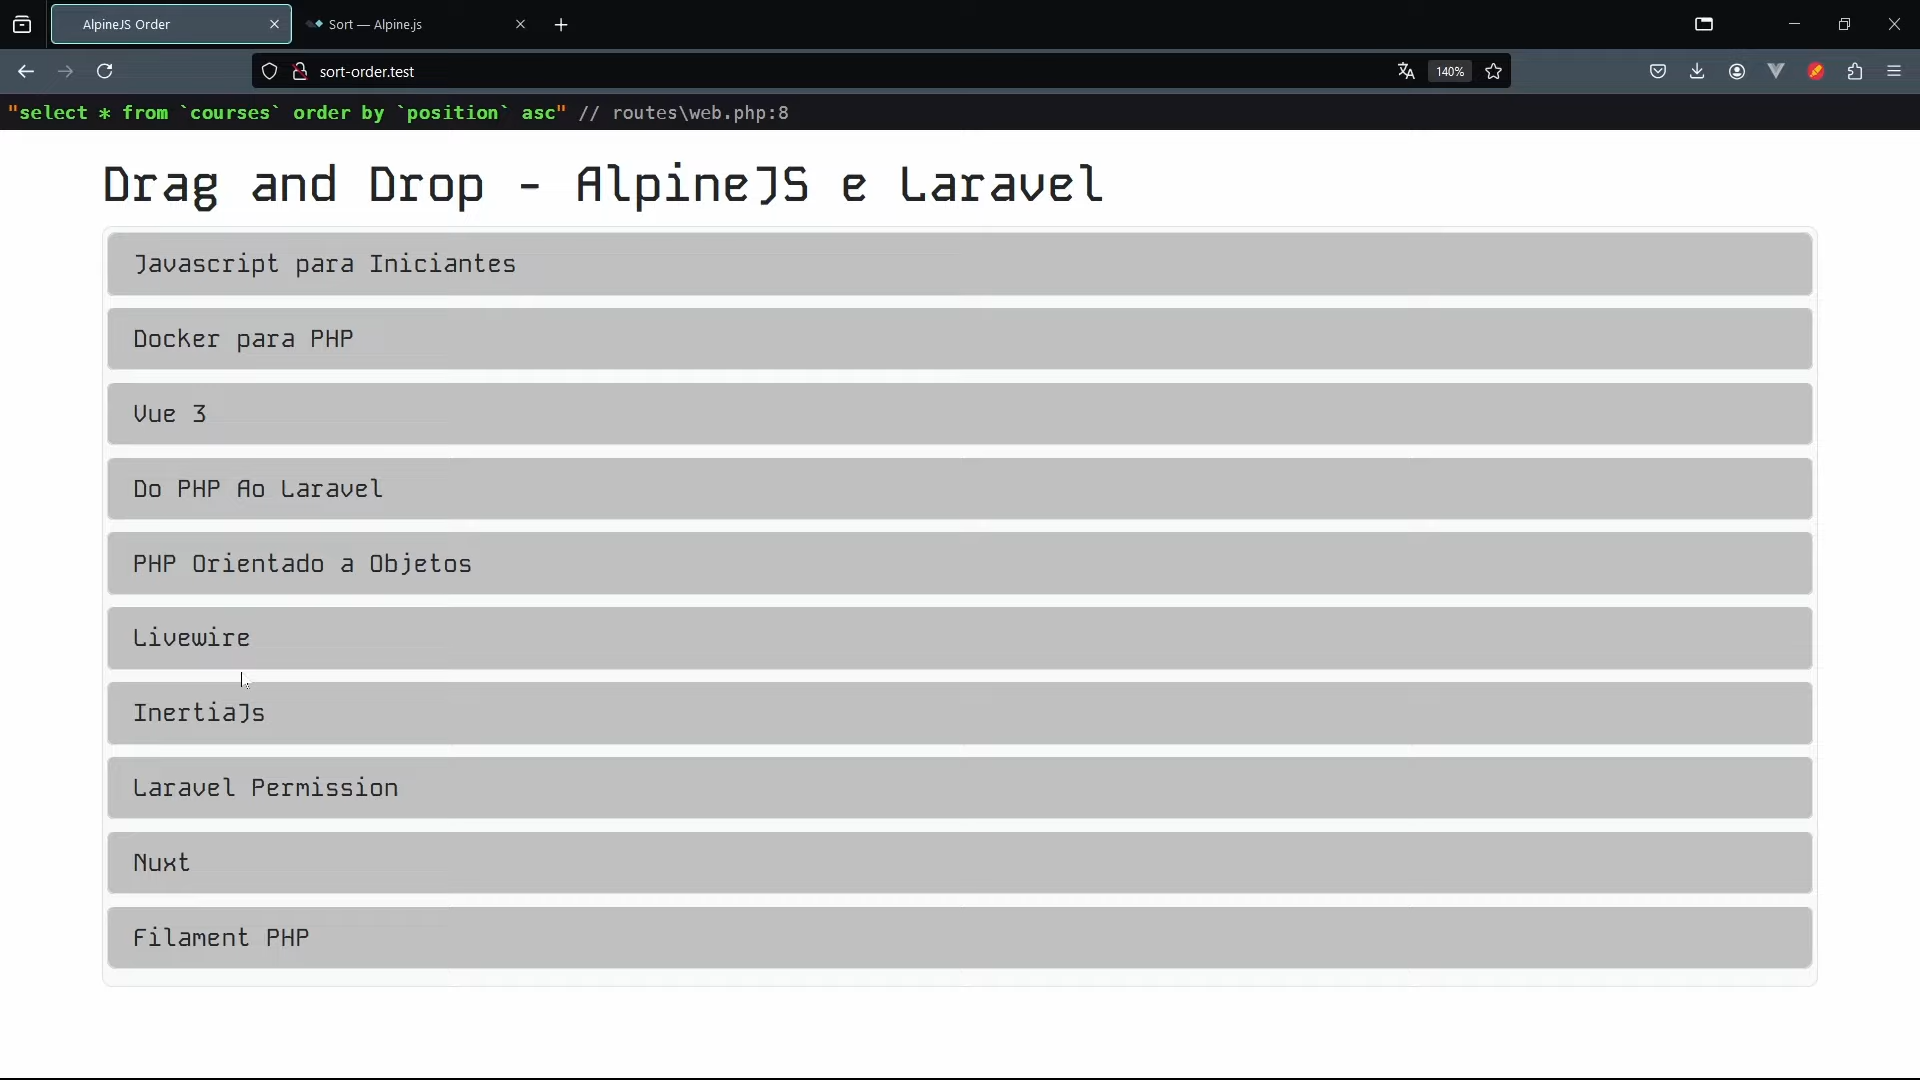 AlpineJS Order
Sort — Alpine.js
sort-order.test
140%
"select * from `courses` order by `position` asc" // routes\web.php:8
Drag and Drop - AlpineJS e Laravel
Javascript para Iniciantes
Docker para PHP
Vue 3
Do PHP Ao Laravel
PHP Orientado a Objetos
Livewire
InertiaJs
Laravel Permission
Nuxt
Filament PHP